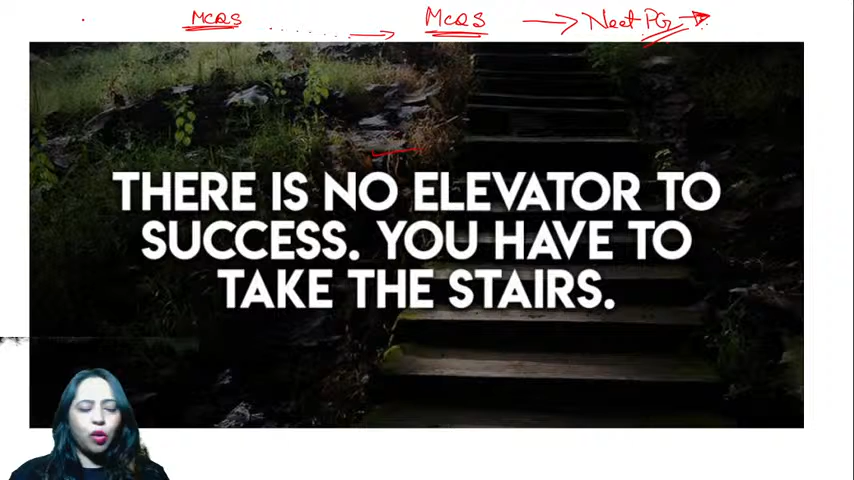 MCQS ........ → MCQS → Neet PG →
THERE IS NO ELEVATOR TO
SUCCESS. YOU HAVE TO
TAKE THE STAIRS.